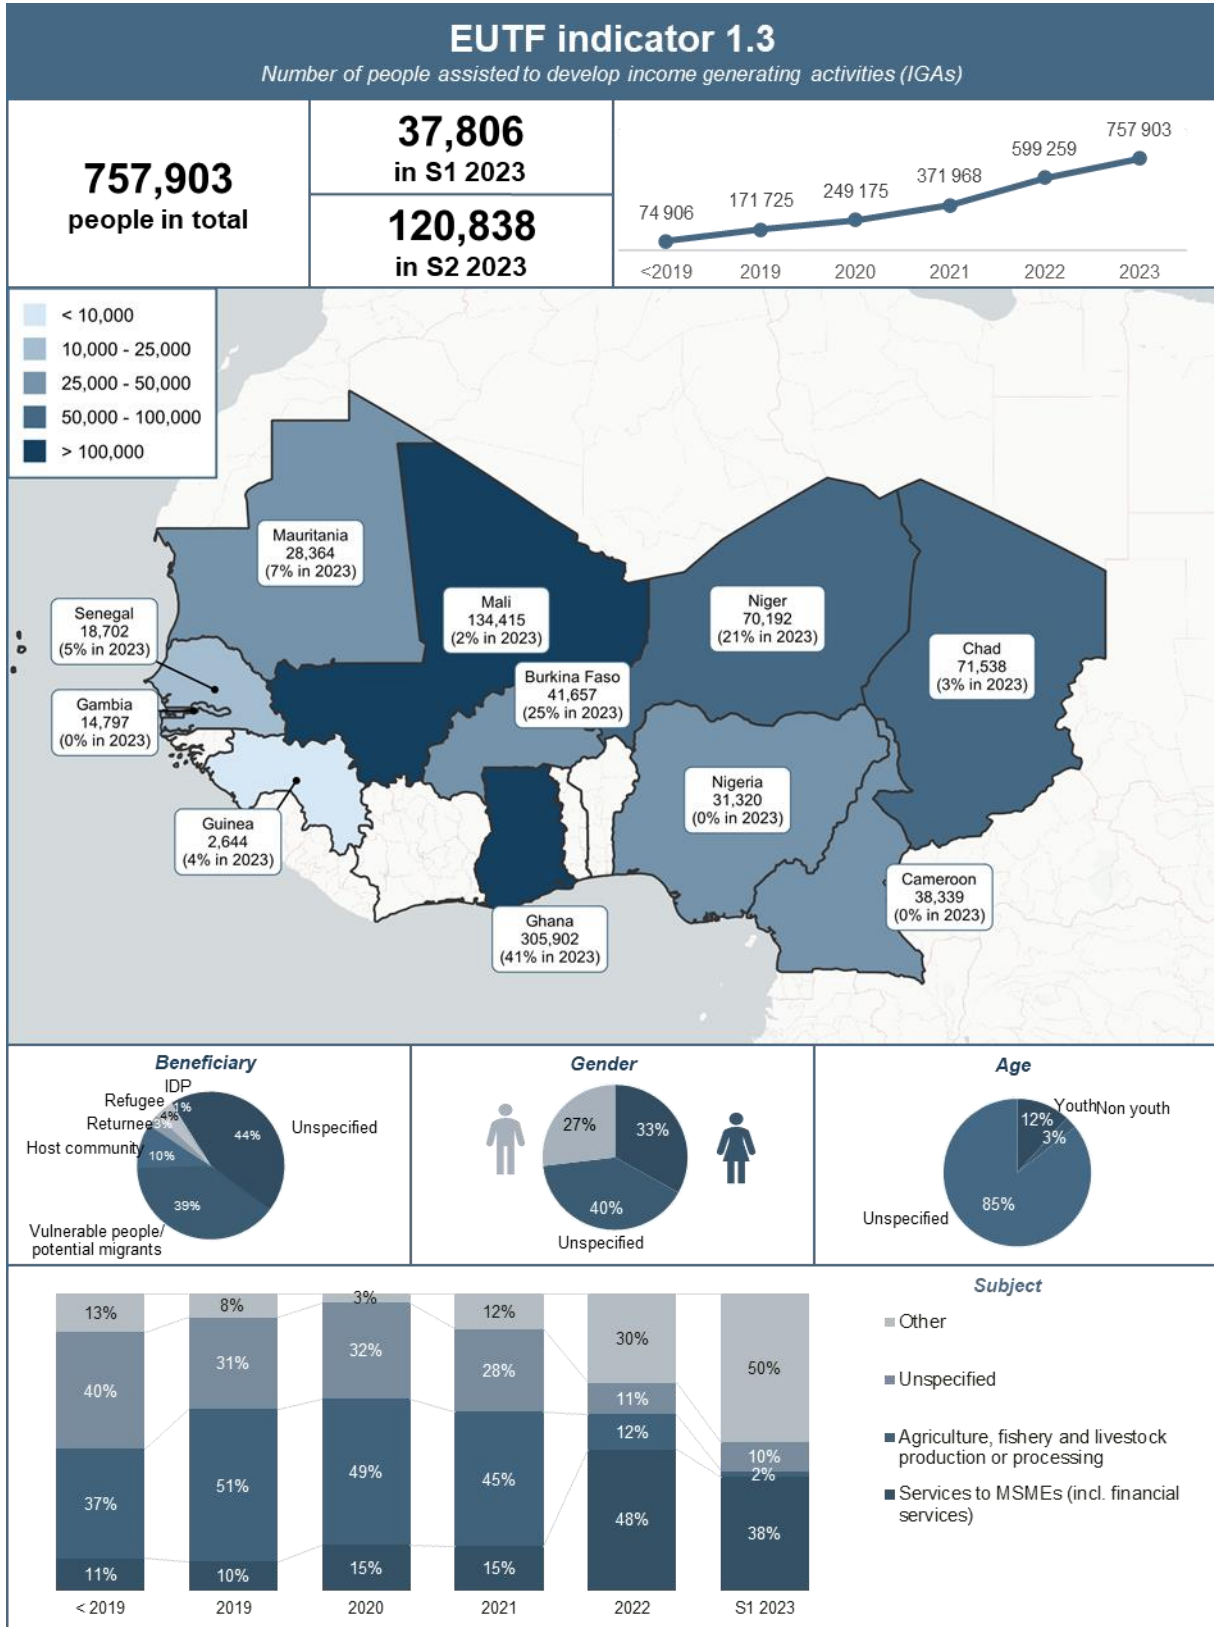 EUTF indicator 1.3
Number of people assisted to develop income generating activities (IGAs)
757,903
people in total
37,806
in S1 2023
120,838
in S2 2023
74 906
171 725
249 175
371 968
599 259
757 903
<2019
2019
2020
2021
2022
2023
< 10,000
10,000 - 25,000
25,000 - 50,000
50,000 - 100,000
> 100,000
Mauritania
28,364
(7% in 2023)
Mali
134,415
(2% in 2023)
Niger
70,192
(21% in 2023)
Chad
71,538
(3% in 2023)
Senegal
18,702
(5% in 2023)
Gambia
14,797
(0% in 2023)
Burkina Faso
41,657
(25% in 2023)
Nigeria
31,320
(0% in 2023)
Guinea
2,644
(4% in 2023)
Cameroon
38,339
(0% in 2023)
Ghana
305,902
(41% in 2023)
Beneficiary
IDP
1%
Refugee
4%
Returnee
3%
Host community
10%
44%
Unspecified
39%
Vulnerable people/
potential migrants
Gender
27%
33%
40%
Unspecified
Age
Youth
Non youth
12%
3%
85%
Unspecified
Subject
13%
40%
37%
11%
< 2019
8%
31%
51%
10%
2019
3%
32%
49%
15%
2020
12%
28%
45%
15%
2021
30%
11%
12%
48%
2022
50%
10%
2%
38%
S1 2023
Other
Unspecified
Agriculture, fishery and livestock
production or processing
Services to MSMEs (incl. financial
services)